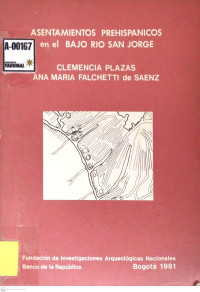 ASENTAMIENTOS PREHISPANICOS
en el BAJO RIO SAN JORGE
A-00167
CLEMENCIA PLAZAS
ANA MARIA FALCHETTI de SAENZ
Fundación de Investigaciones Arqueológicas Nacionales
Banco de la República
Bogotá 1981